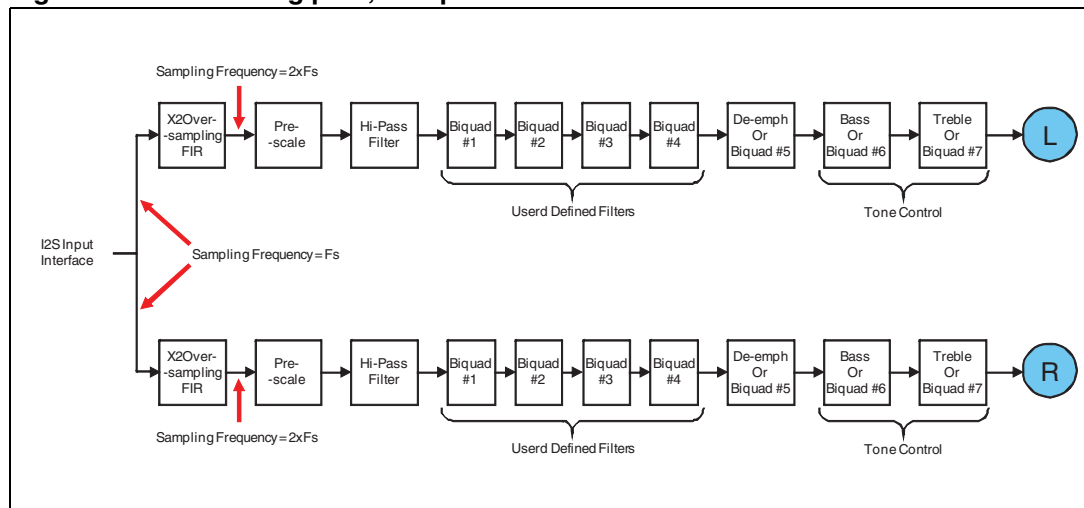 Sampling Frequency=2xFs
X2Over-
-sampling
FIR
Pre-
-scale
Hi-Pass
Filter
Biquad
#1
Biquad
#2
Biquad
#3
Biquad
#4
De-emph
Or
Biquad #5
Bass
Or
Biquad #6
Treble
Or
Biquad #7
L
Userd Defined Filters
Tone Control
I2S Input
Interface
Sampling Frequency=Fs
X2Over-
-sampling
FIR
Pre-
-scale
Hi-Pass
Filter
Biquad
#1
Biquad
#2
Biquad
#3
Biquad
#4
De-emph
Or
Biquad #5
Bass
Or
Biquad #6
Treble
Or
Biquad #7
R
Sampling Frequency=2xFs
Userd Defined Filters
Tone Control